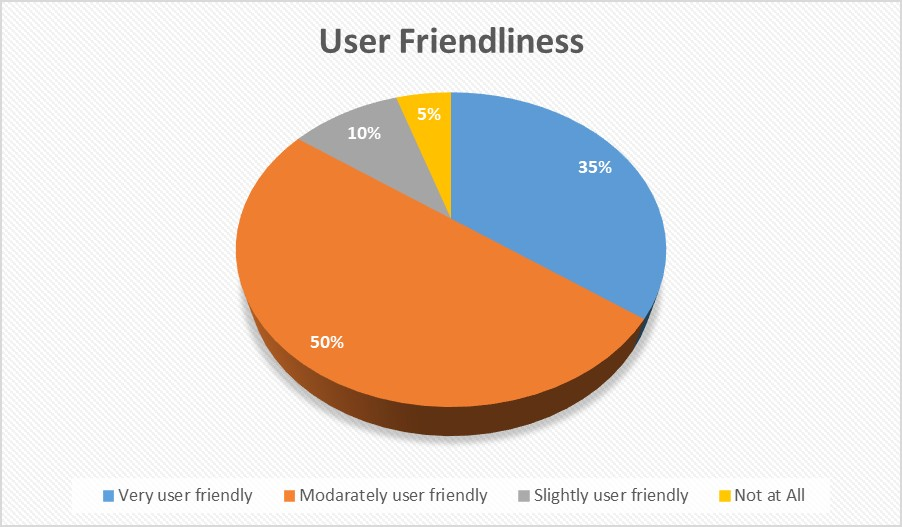 User Friendliness
5%
10%
35%
50%
Very user friendly
Modarately user friendly
Slightly user friendly
Not at All